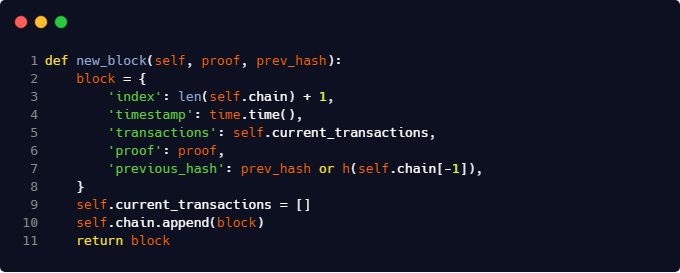 1 def new_block(self, proof, prev_hash):
2     block = {
3         'index': len(self.chain) + 1,
4         'timestamp': time.time(),
5         'transactions': self.current_transactions,
6         'proof': proof,
7         'previous_hash': prev_hash or h(self.chain[-1]),
8     }
9     self.current_transactions = []
10     self.chain.append(block)
11     return block